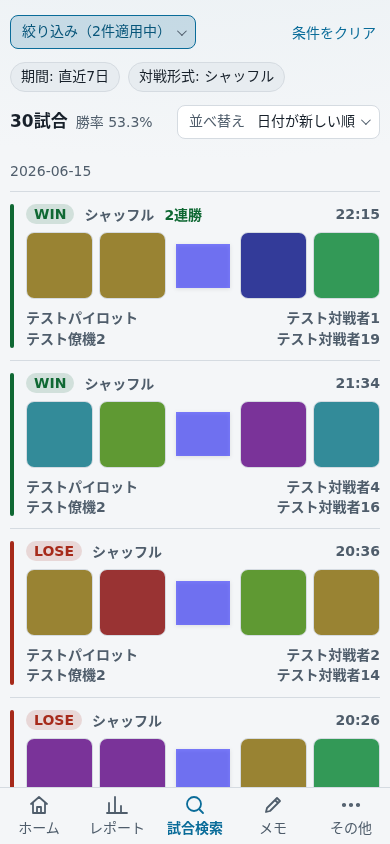 絞り込み（2件適用中）
条件をクリア
期間: 直近7日
対戦形式: シャッフル
30試合 勝率 53.3%
並べ替え 日付が新しい順
2026-06-15
WIN シャッフル 2連勝 22:15
テストパイロット テスト対戦者1
テスト僚機2 テスト対戦者19
WIN シャッフル 21:34
テストパイロット テスト対戦者4
テスト僚機2 テスト対戦者16
LOSE シャッフル 20:36
テストパイロット テスト対戦者2
テスト僚機2 テスト対戦者14
LOSE シャッフル 20:26
ホーム レポート 試合検索 メモ その他